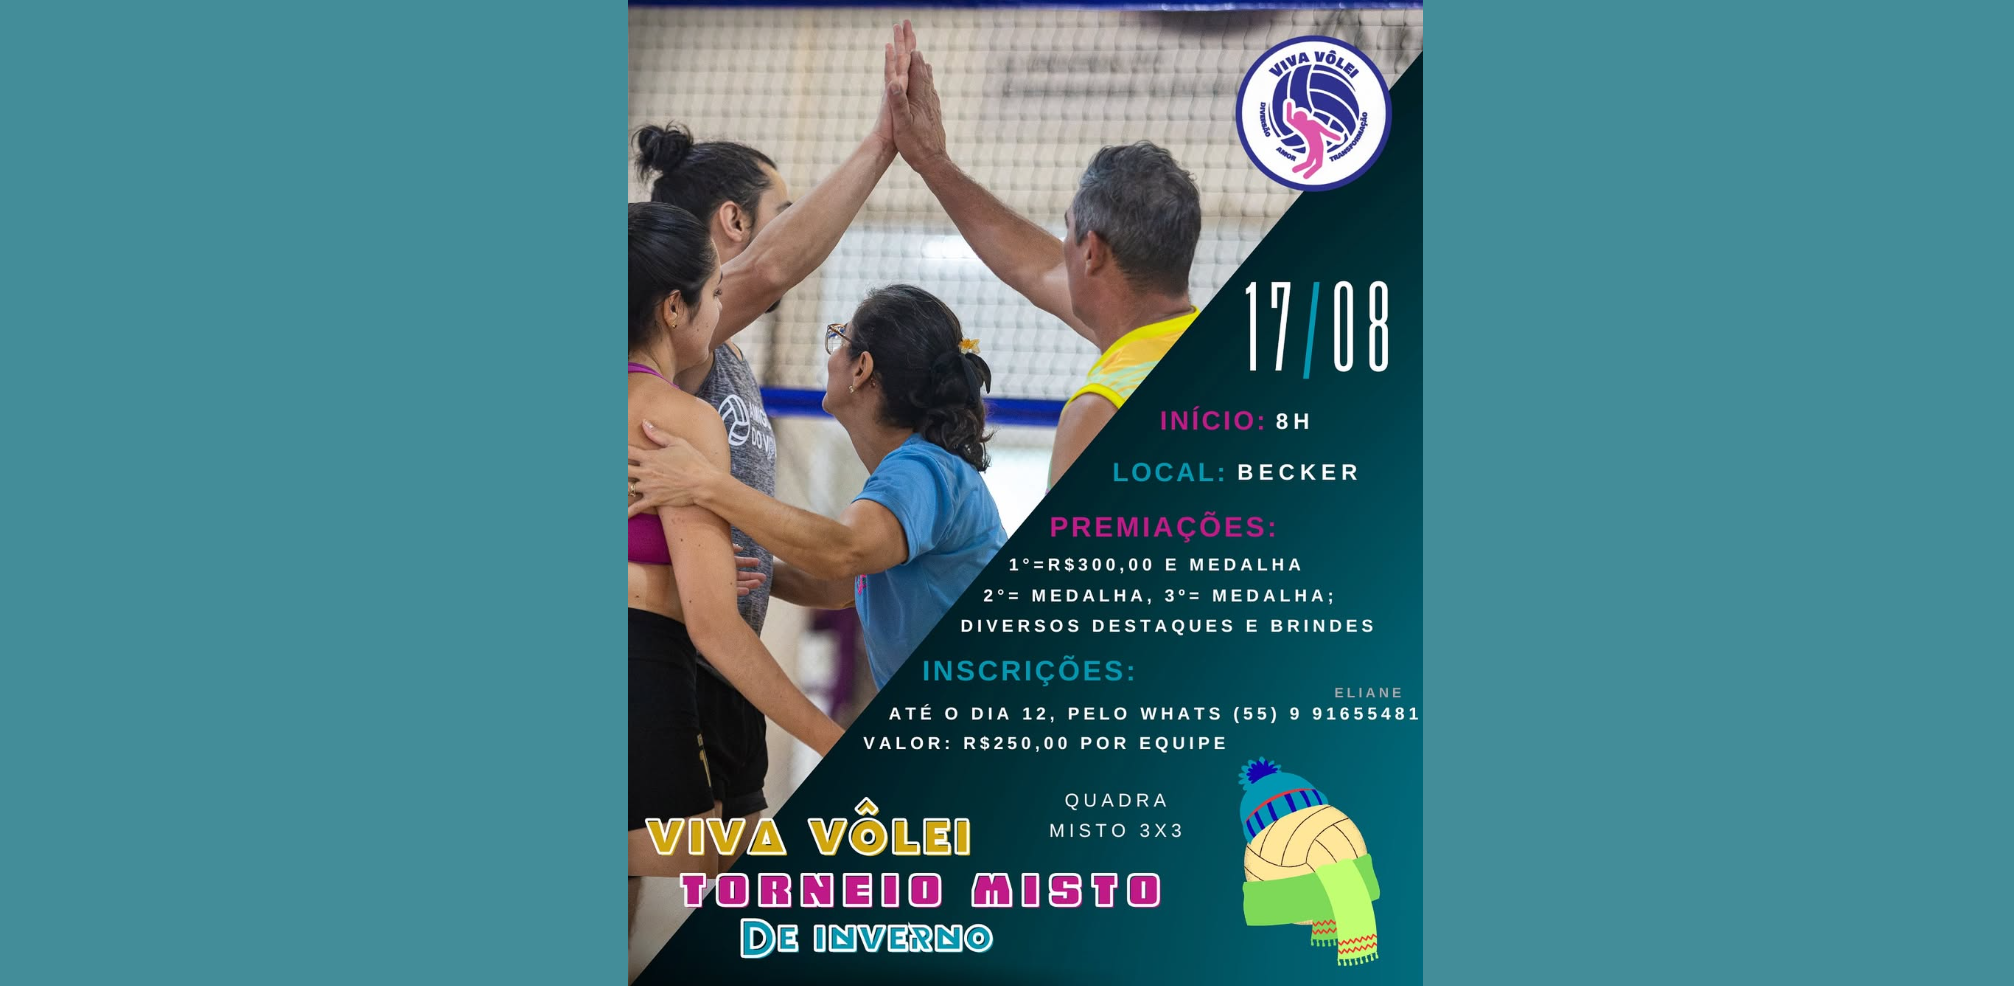 VIVA VÔLEI
DIVERSÃO
AMOR
TRANSFORMAÇÃO
17/08
INÍCIO: 8H
LOCAL: BECKER
PREMIAÇÕES:
1°=R$300,00 E MEDALHA
2°= MEDALHA, 3º= MEDALHA;
DIVERSOS DESTAQUES E BRINDES
INSCRIÇÕES:
ELIANE
ATÉ O DIA 12, PELO WHATS (55) 9 91655481
VALOR: R$250,00 POR EQUIPE
QUADRA
MISTO 3X3
VIVA VÔLEI
TORNEIO MISTO
DE INVERNO